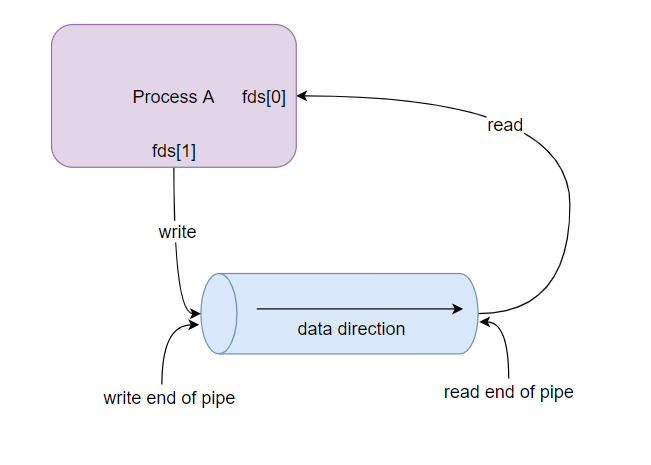 Process A fds[0]
fds[1]
read
write
data direction
write end of pipe
read end of pipe